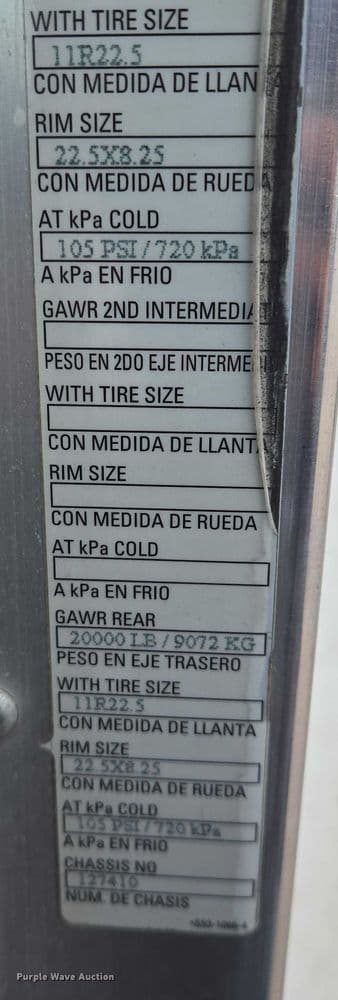 WITH TIRE SIZE
11R22.5
CON MEDIDA DE LLAN
RIM SIZE
22.5X8.25
CON MEDIDA DE RUEDA
AT kPa COLD
105 PSI / 720 kPa
A kPa EN FRIO
GAWR 2ND INTERMEDIA
PESO EN 2DO EJE INTERME
WITH TIRE SIZE
CON MEDIDA DE LLANTA
RIM SIZE
CON MEDIDA DE RUEDA
AT kPa COLD
A kPa EN FRIO
GAWR REAR
20000 LB / 9072 KG
PESO EN EJE TRASERO
WITH TIRE SIZE
11R22.5
CON MEDIDA DE LLANTA
RIM SIZE
22.5X8.25
CON MEDIDA DE RUEDA
AT kPa COLD
105 PSI / 720 kPa
A kPa EN FRIO
CHASSIS NO
127410
NUM. DE CHASIS
Purple Wave Auction